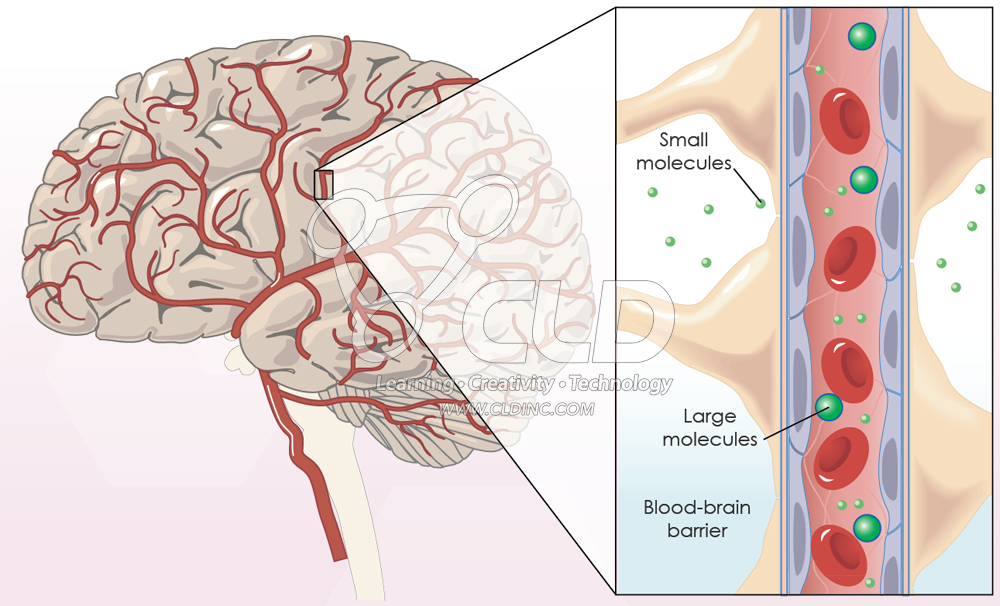 Small
molecules
CLD
Learning • Creativity • Technology
WWW.CLDINC.COM
Large
molecules
Blood-brain
barrier